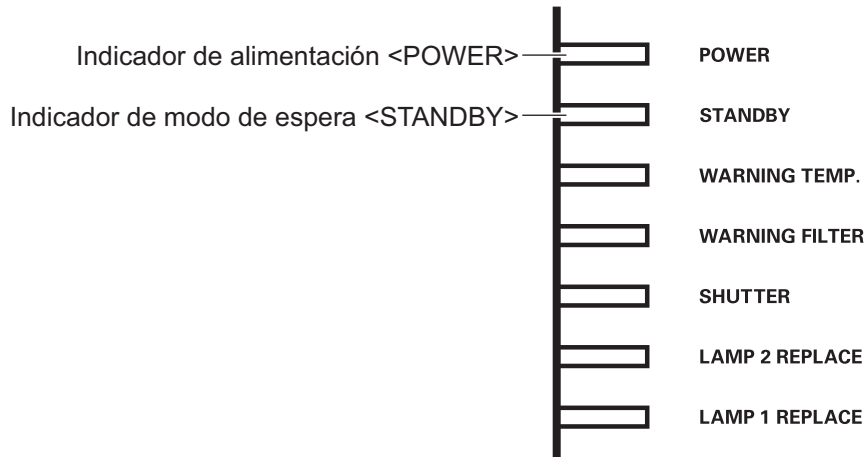 Indicador de alimentación <POWER> POWER
Indicador de modo de espera <STANDBY> STANDBY
WARNING TEMP.
WARNING FILTER
SHUTTER
LAMP 2 REPLACE
LAMP 1 REPLACE